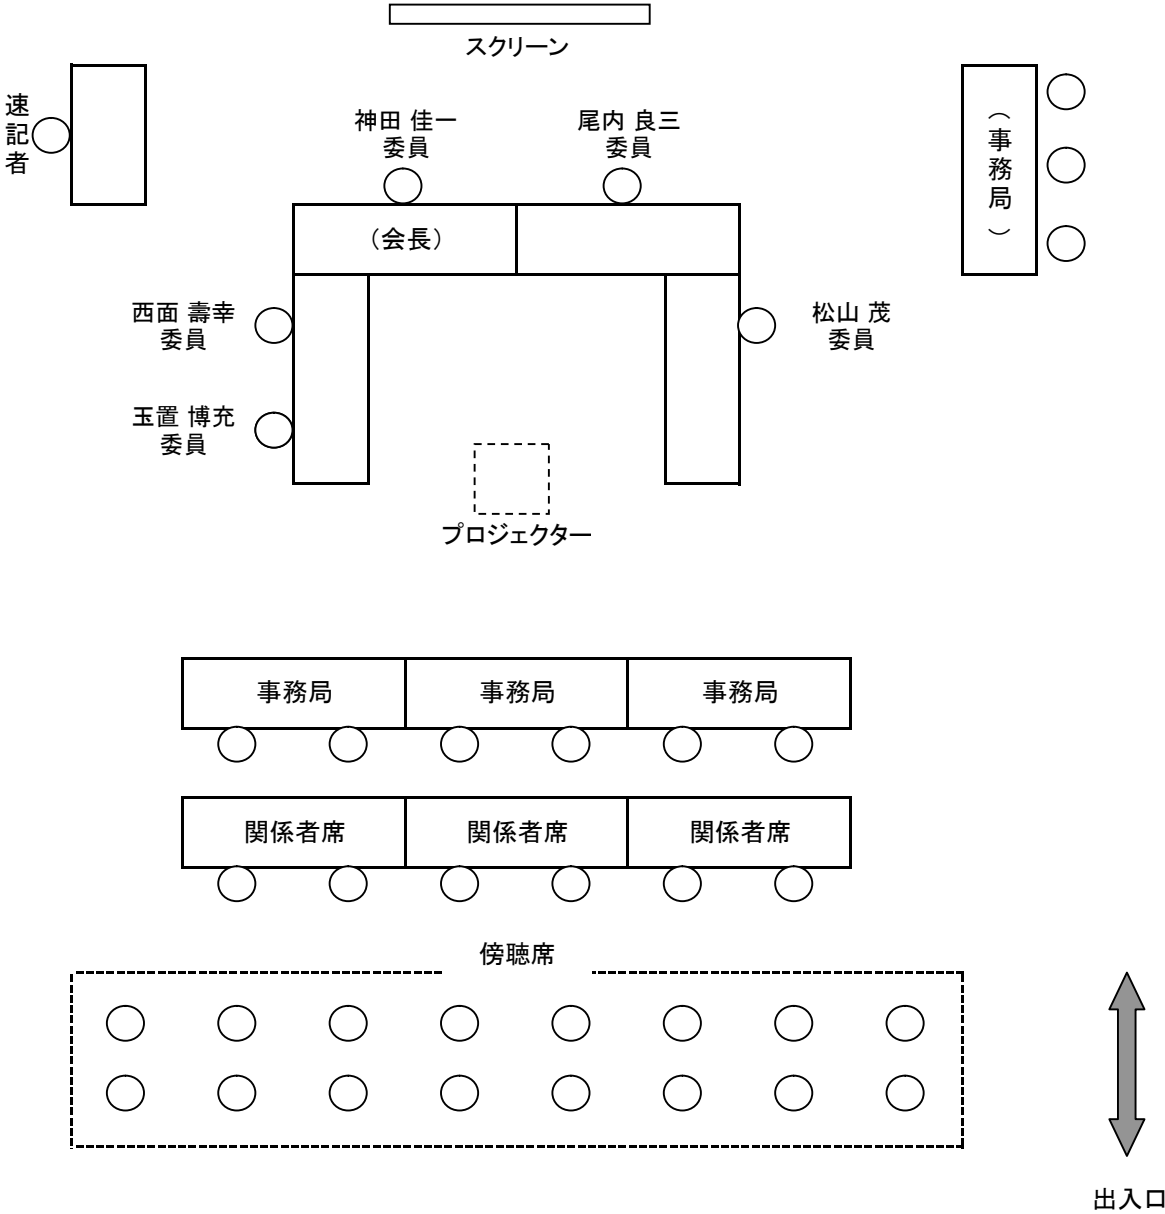 スクリーン
速記者
神田 佳一
委員
尾内 良三
委員
（事務局）
（会長）
西面 壽幸
委員
松山 茂
委員
玉置 博充
委員
プロジェクター
事務局
事務局
事務局
関係者席
関係者席
関係者席
傍聴席
出入口